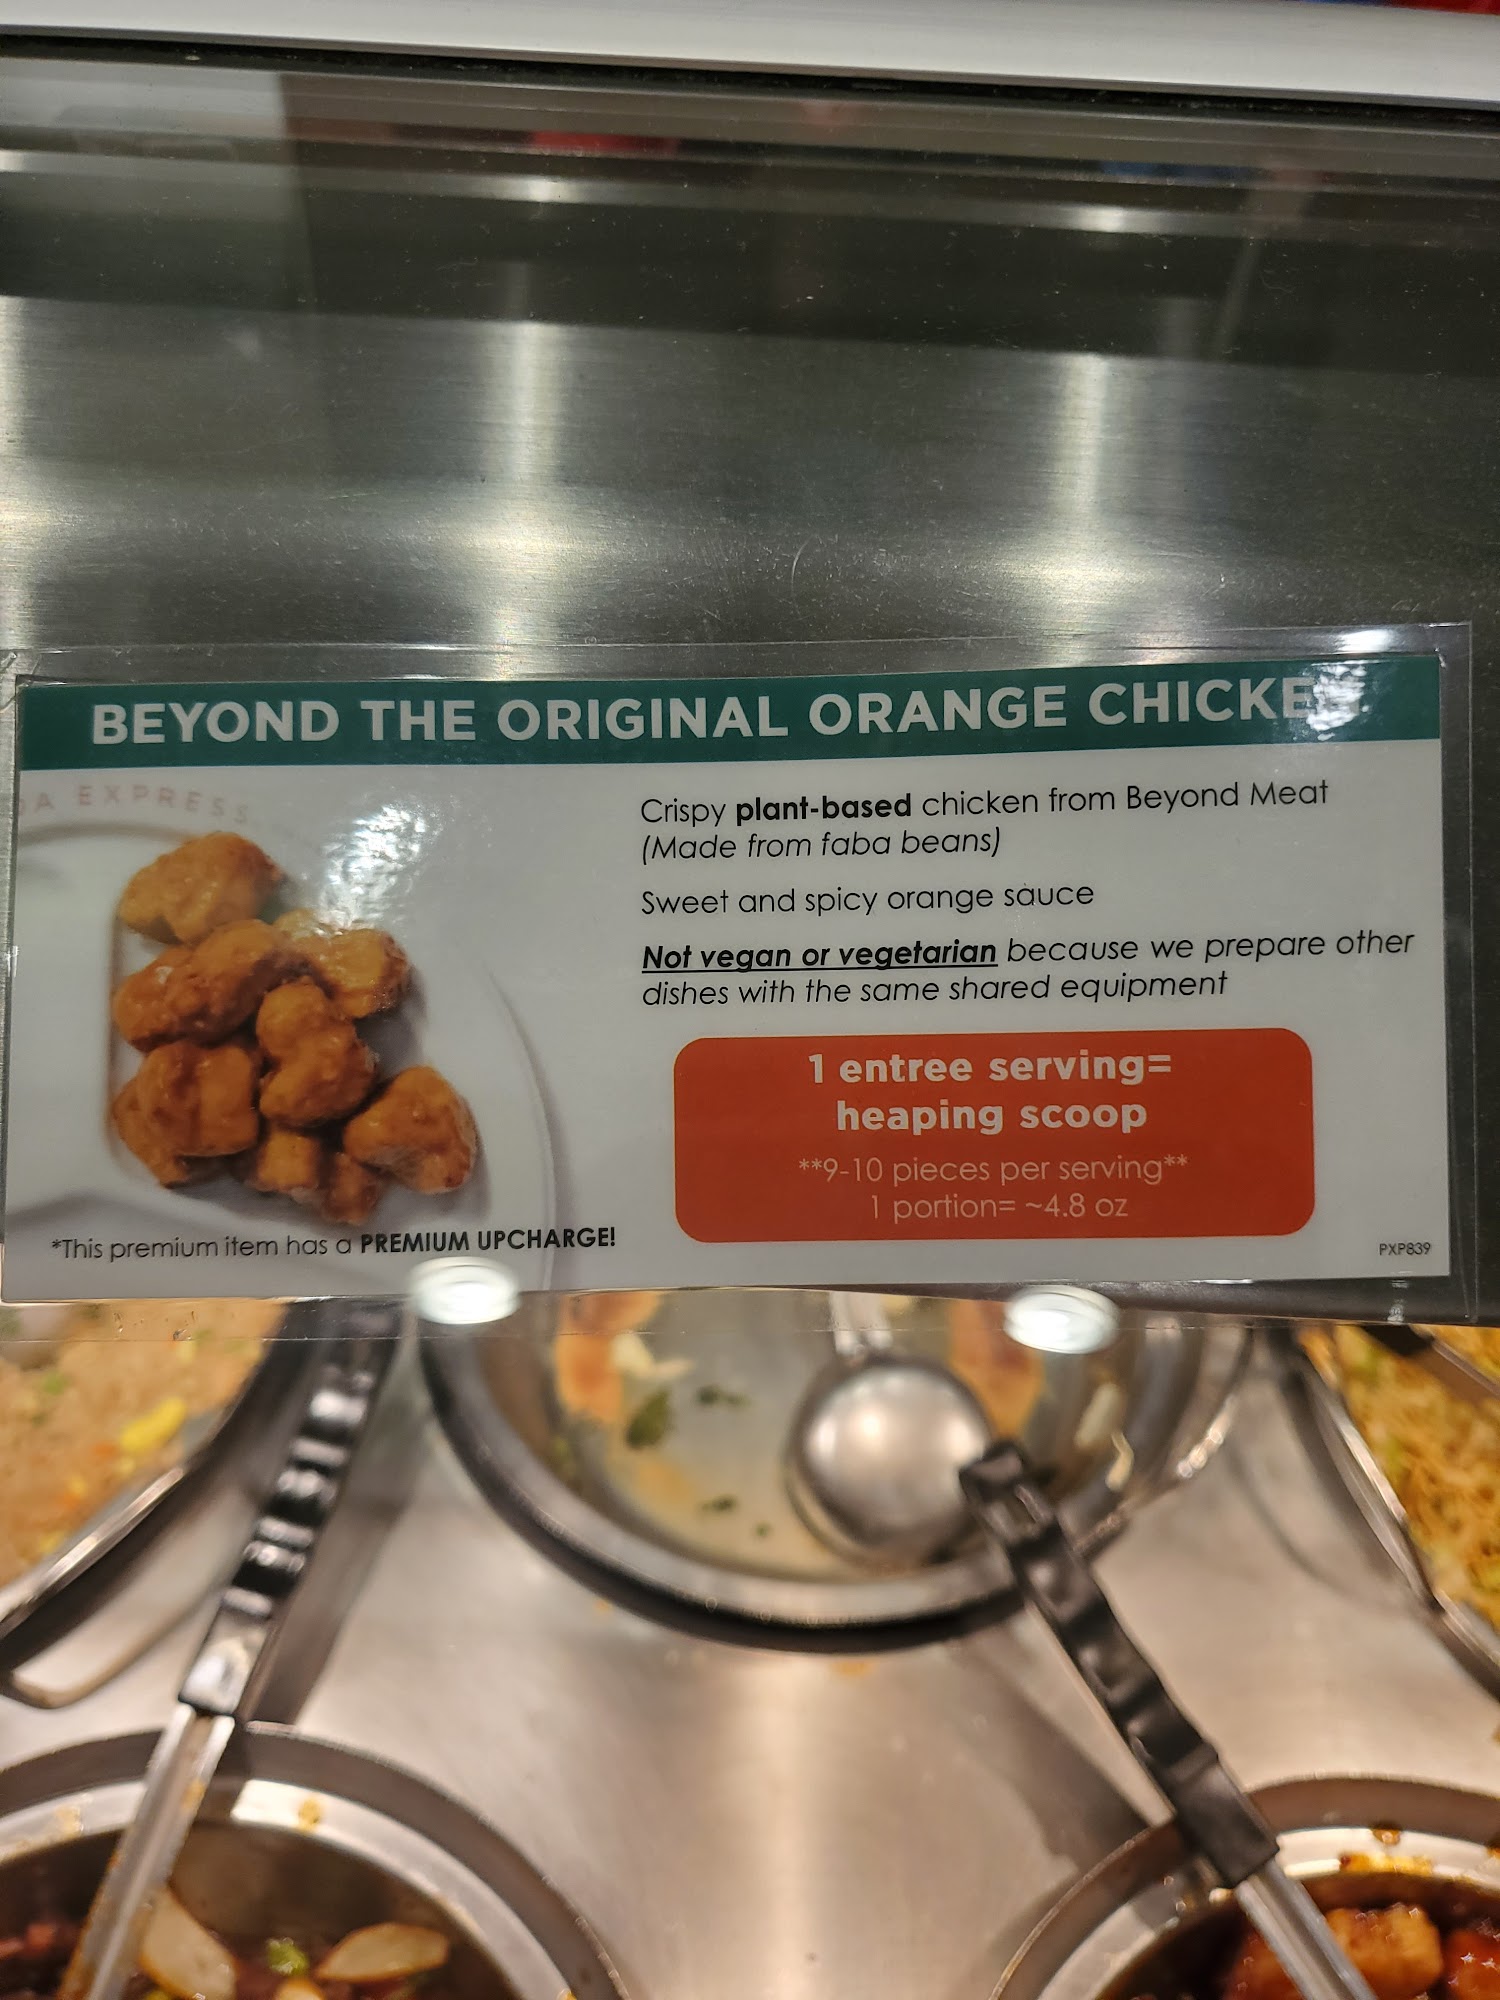 BEYOND THE ORIGINAL ORANGE CHICKEN
DA EXPRESS
Crispy plant-based chicken from Beyond Meat
(Made from faba beans)
Sweet and spicy orange sauce
Not vegan or vegetarian because we prepare other
dishes with the same shared equipment
1 entree serving=
heaping scoop
**9-10 pieces per serving**
1 portion= ~4.8 oz
*This premium item has a PREMIUM UPCHARGE!
PXP839